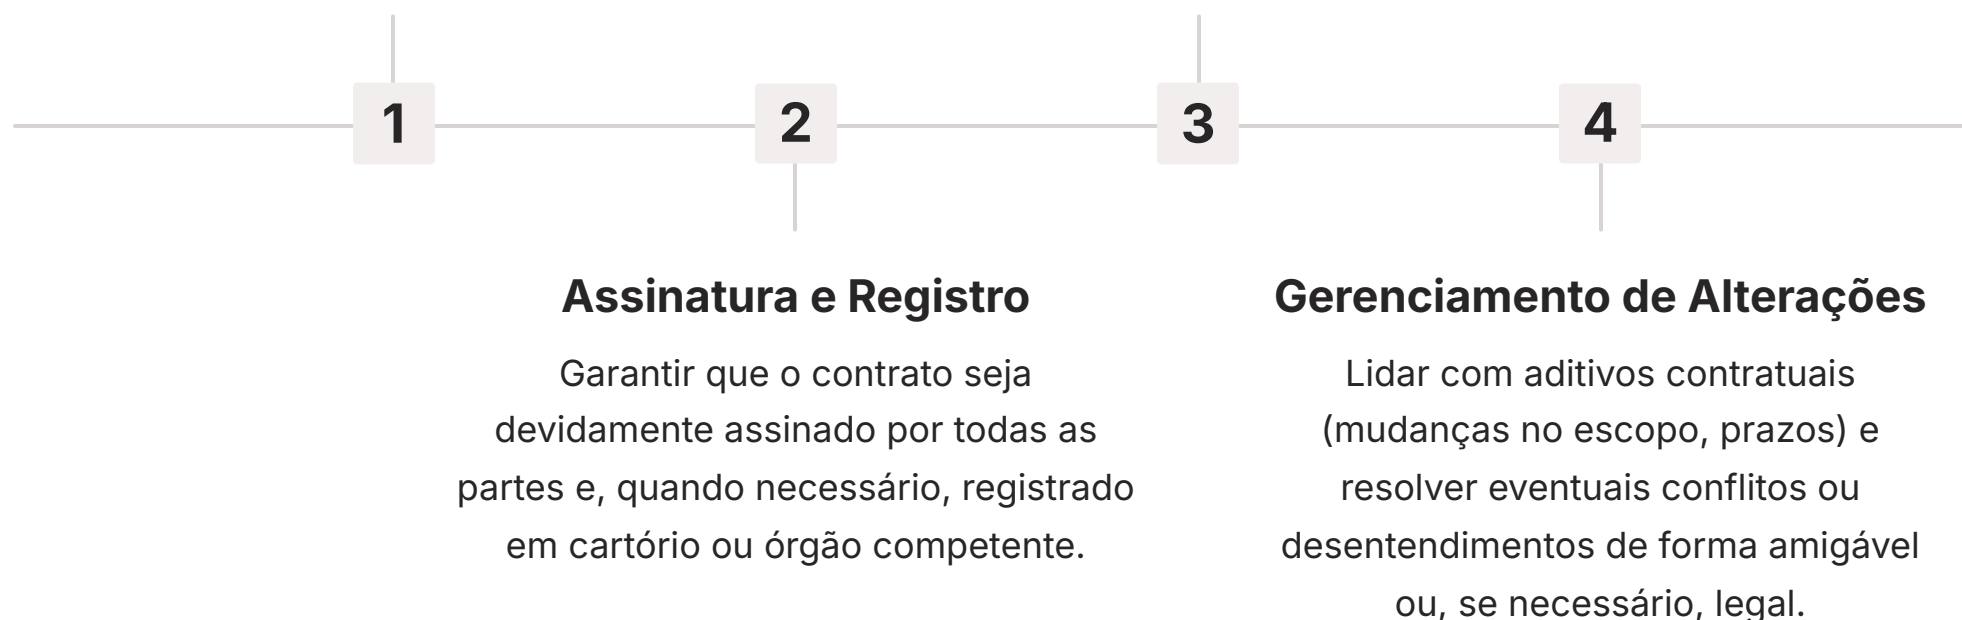 1
2
3
4
Assinatura e Registro
Garantir que o contrato seja
devidamente assinado por todas as
partes e, quando necessário, registrado
em cartório ou órgão competente.
Gerenciamento de Alterações
Lidar com aditivos contratuais
(mudanças no escopo, prazos) e
resolver eventuais conflitos ou
desentendimentos de forma amigável
ou, se necessário, legal.